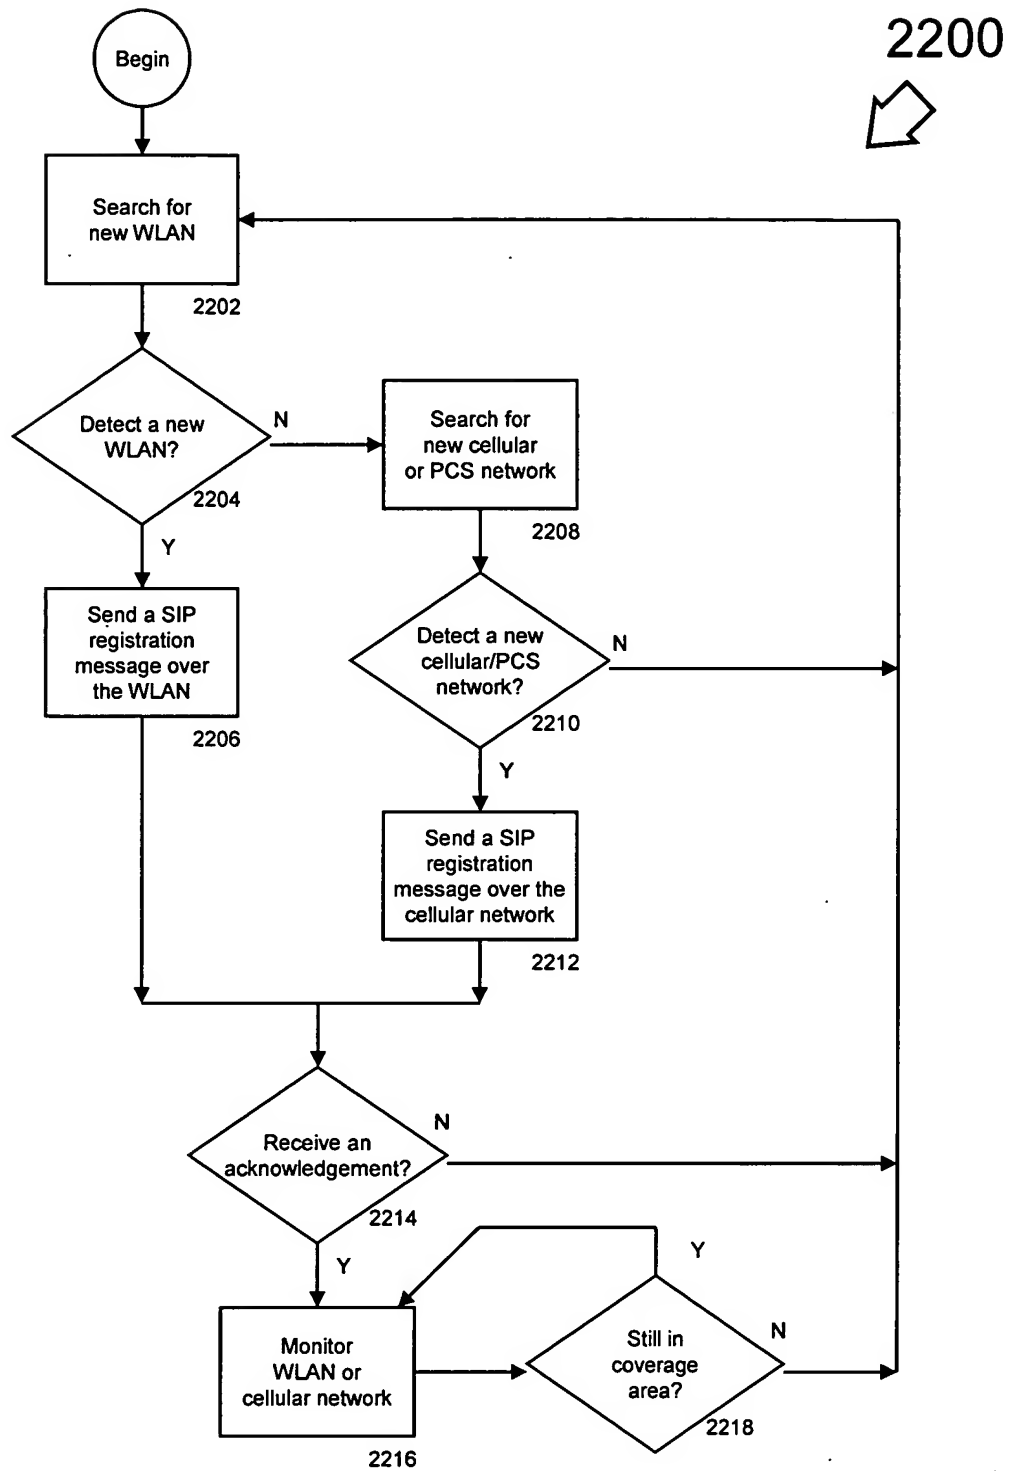 2200
Begin
Search for
new WLAN
2202
Detect a new
WLAN?
2204
N
Y
Search for
new cellular
or PCS network
2208
Send a SIP
registration
message over
the WLAN
2206
Detect a new
cellular/PCS
network?
2210
N
Y
Send a SIP
registration
message over the
cellular network
2212
Receive an
acknowledgement?
2214
N
Y
Monitor
WLAN or
cellular network
2216
Still in
coverage
area?
2218
Y
N